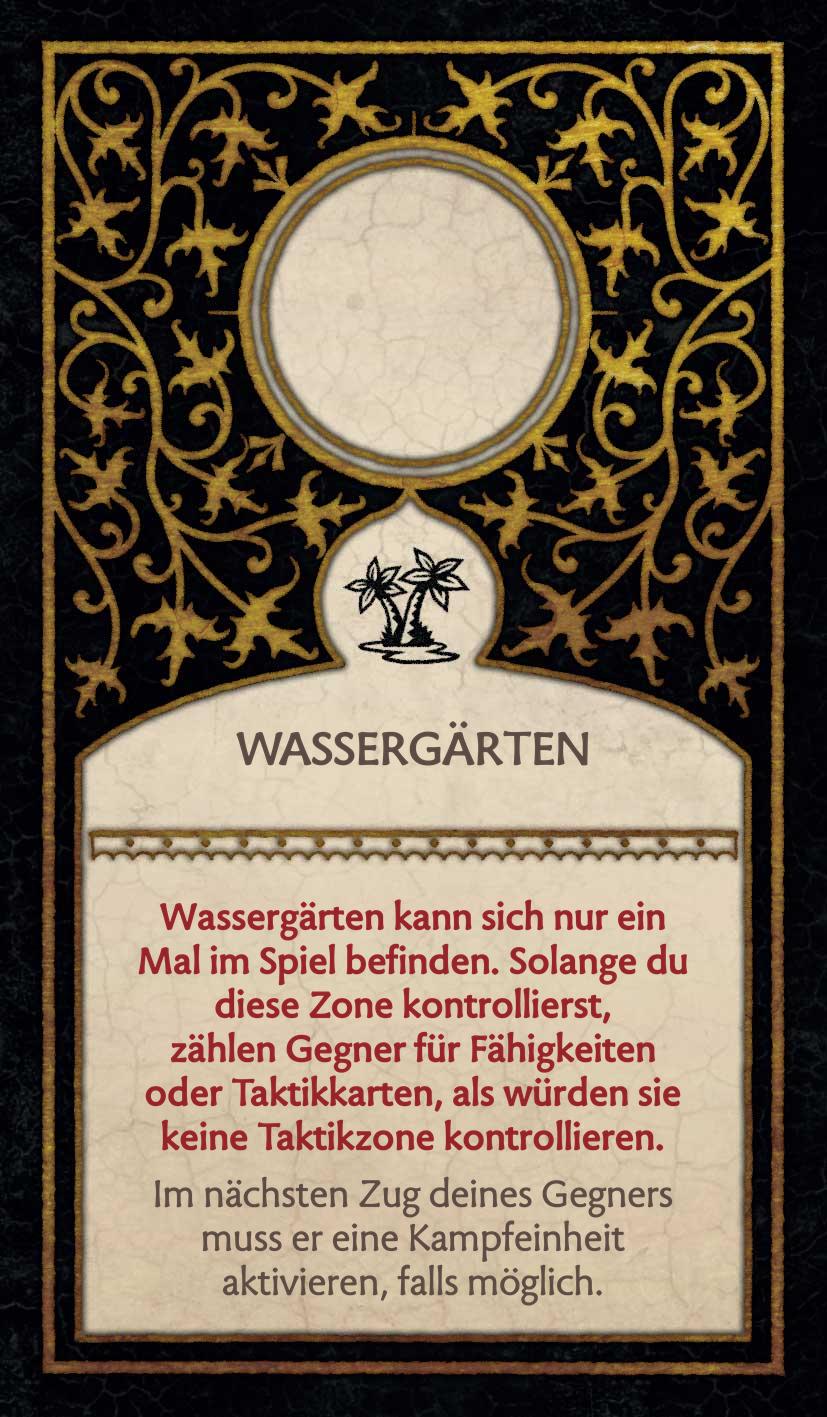 WASSERGÄRTEN
Wassergärten kann sich nur ein
Mal im Spiel befinden. Solange du
diese Zone kontrollierst,
zählen Gegner für Fähigkeiten
oder Taktikkarten, als würden sie
keine Taktikzone kontrollieren.
Im nächsten Zug deines Gegners
muss er eine Kampfeinheit
aktivieren, falls möglich.